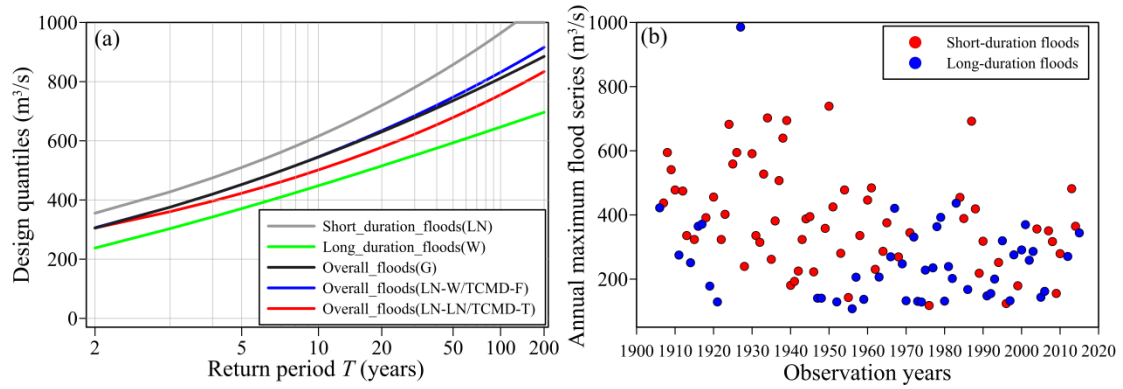 (a)
Design quantiles (m³/s)
1000
800
600
400
200
0
Short_duration_floods(LN)
Long_duration_floods(W)
Overall_floods(G)
Overall_floods(LN-W/TCMD-F)
Overall_floods(LN-LN/TCMD-T)
2 5 10 20 50 100 200
Return period T (years)
(b)
Annual maximum flood series (m³/s)
1000
800
600
400
200
Short-duration floods
Long-duration floods
1900 1910 1920 1930 1940 1950 1960 1970 1980 1990 2000 2010 2020
Observation years